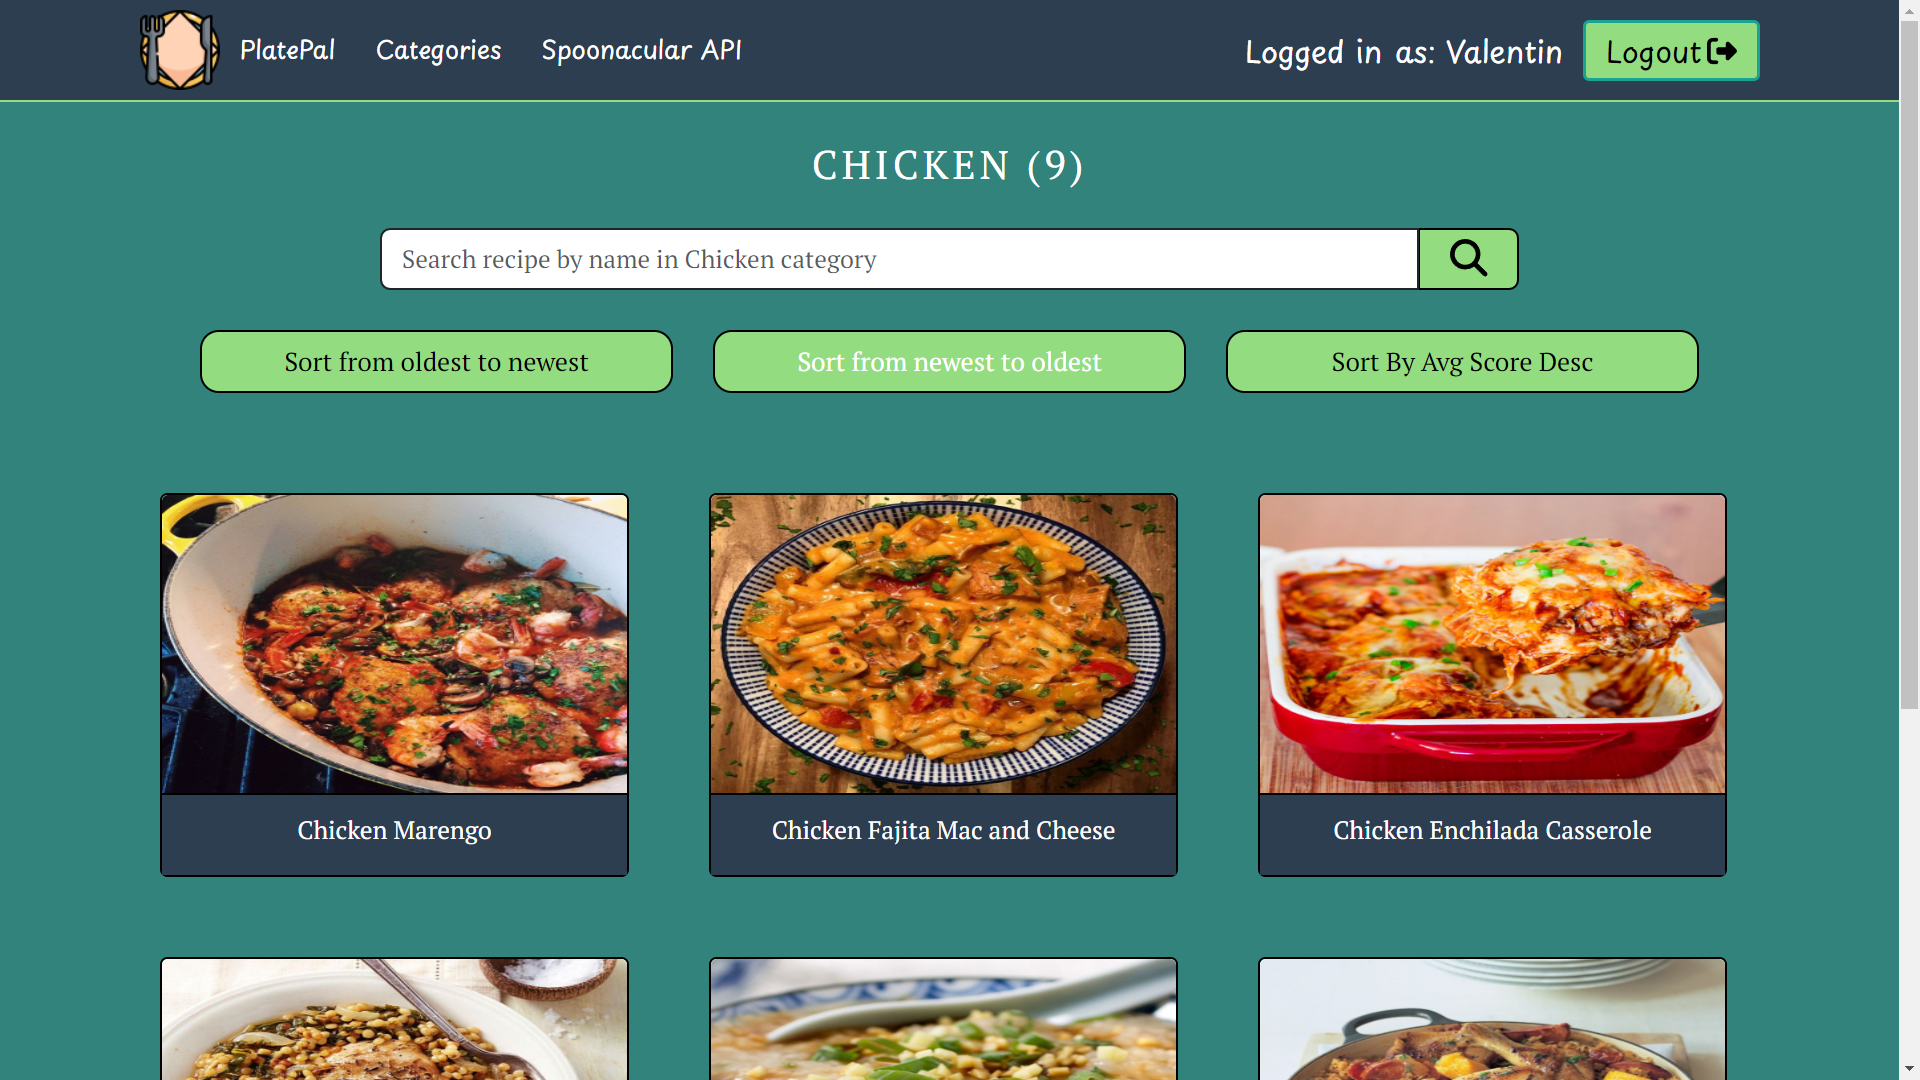 PlatePal
Categories
Spoonacular API
Logged in as: Valentin
Logout
CHICKEN (9)
Search recipe by name in Chicken category
Sort from oldest to newest
Sort from newest to oldest
Sort By Avg Score Desc
Chicken Marengo
Chicken Fajita Mac and Cheese
Chicken Enchilada Casserole